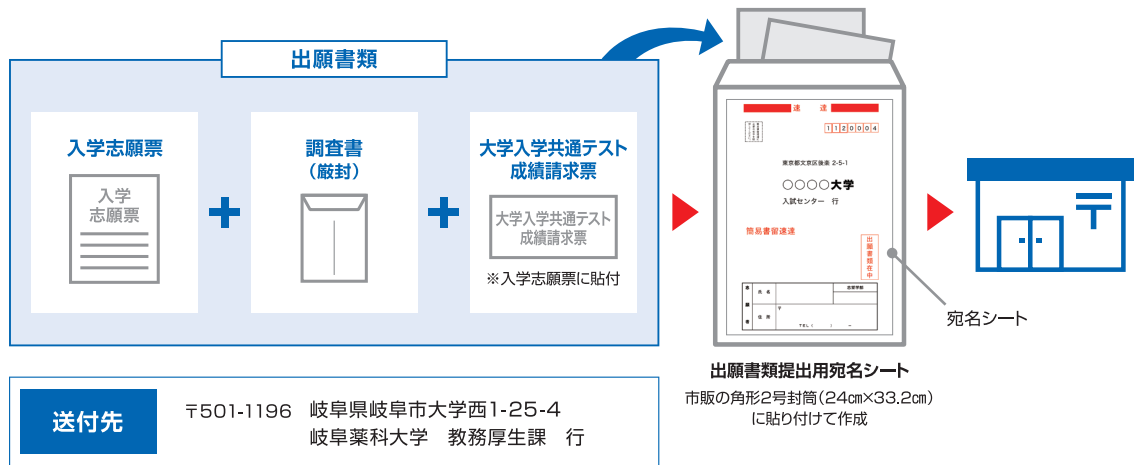 出願書類
入学志願票
入学
志願票
+
調査書
(厳封)
+
大学入学共通テスト
成績請求票
大学入学共通テスト
成績請求票
※入学志願票に貼付
速 達
1120004
東京都文京区後楽 2-5-1
〇〇〇〇大学
入試センター 行
簡易書留速達
出願書類在中
志願者
氏名
志望学部
住所
〒
TEL ( ) －
〒
宛名シート
出願書類提出用宛名シート
市販の角形2号封筒(24㎝×33.2㎝)
に貼り付けて作成
送付先
〒501-1196 岐阜県岐阜市大学西1-25-4
岐阜薬科大学 教務厚生課 行